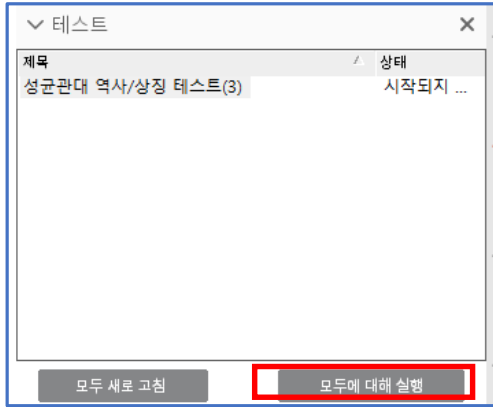 테스트
제목 상태
성균관대 역사/상징 테스트(3) 시작되지 ...
모두 새로 고침 모두에 대해 실행